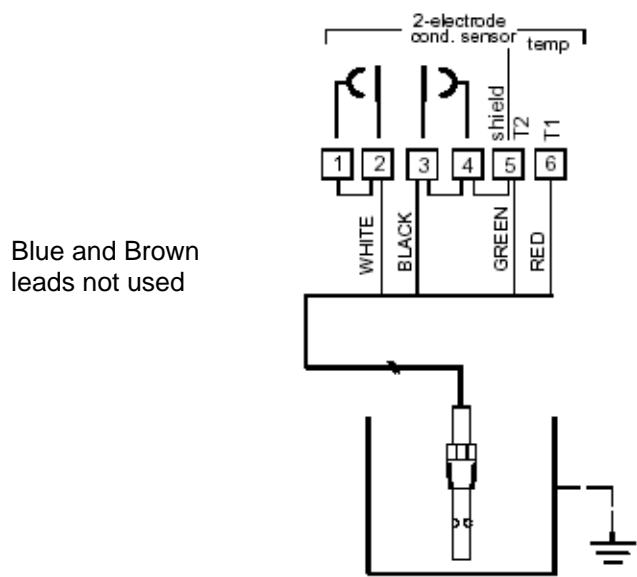 2-electrode
cond. sensor
temp
shield
T2
T1
1 2 3 4 5 6
WHITE
BLACK
GREEN
RED
Blue and Brown
leads not used